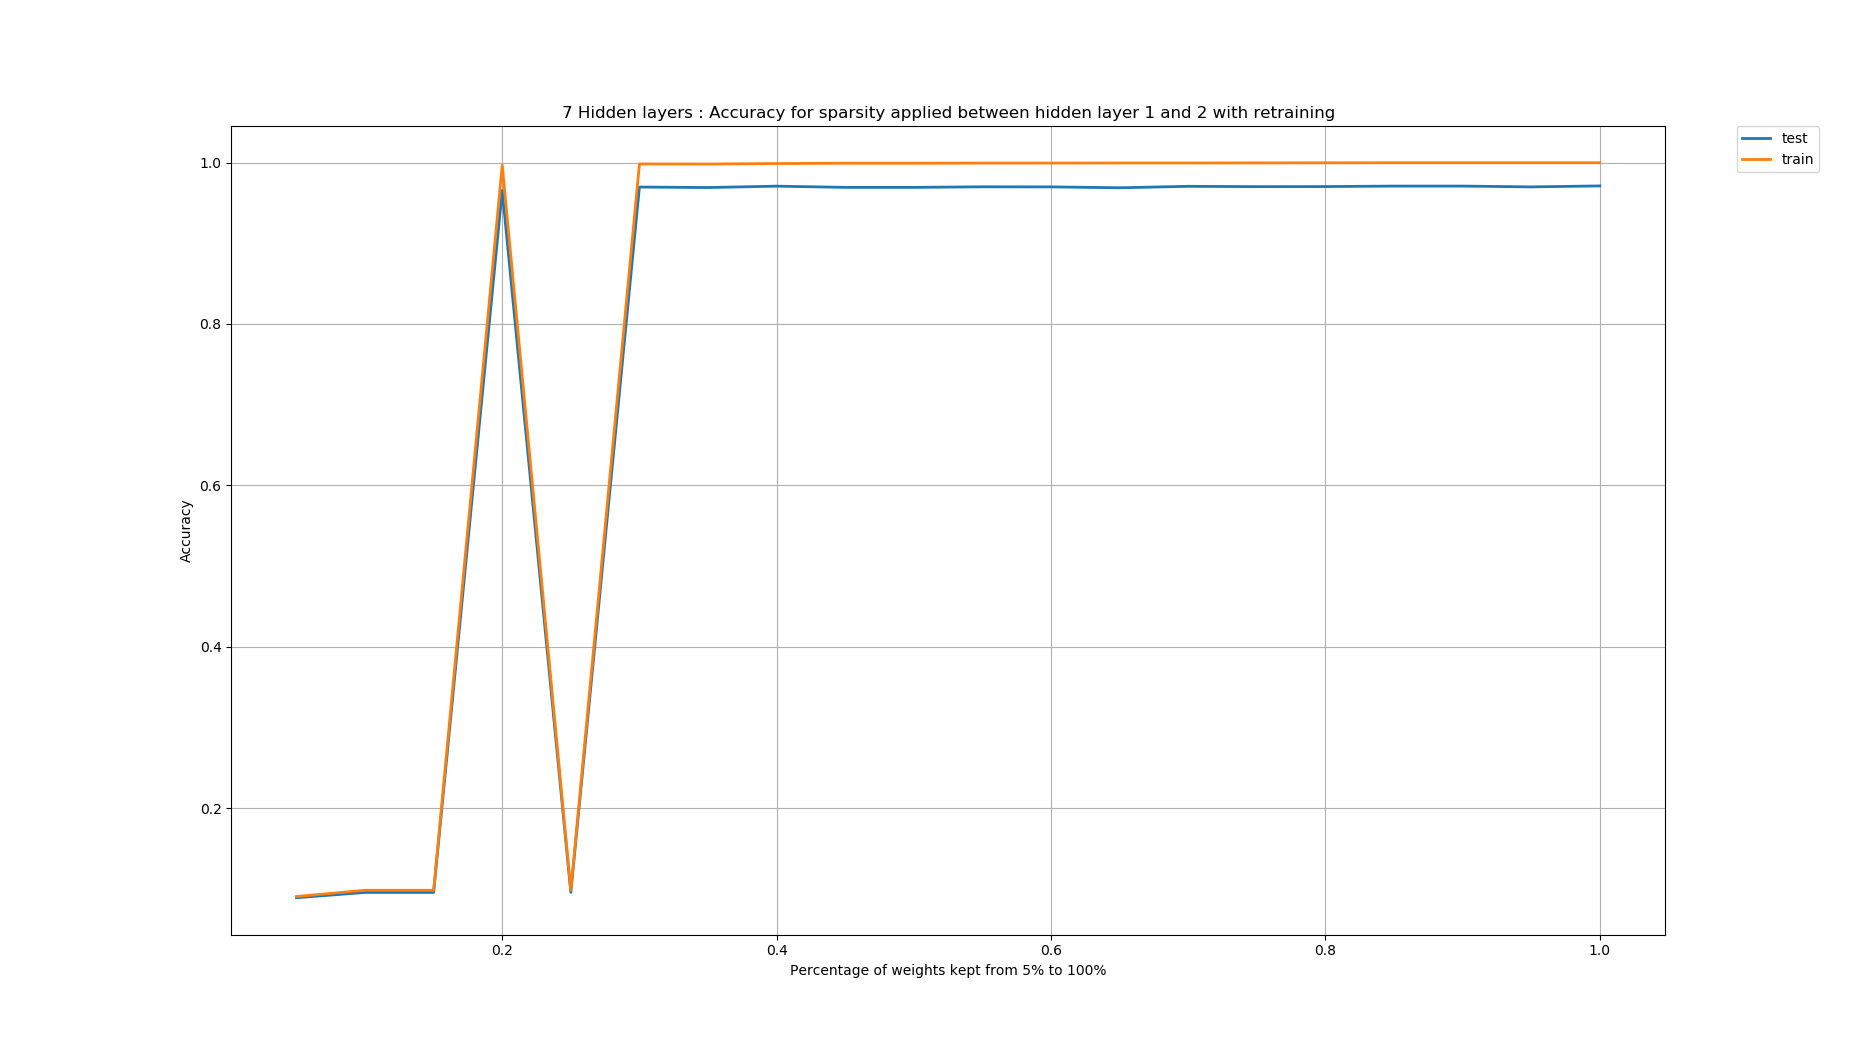 7 Hidden layers : Accuracy for sparsity applied between hidden layer 1 and 2 with retraining
test
train
1.0
0.8
0.6
0.4
0.2
Accuracy
0.2 0.4 0.6 0.8 1.0
Percentage of weights kept from 5% to 100%